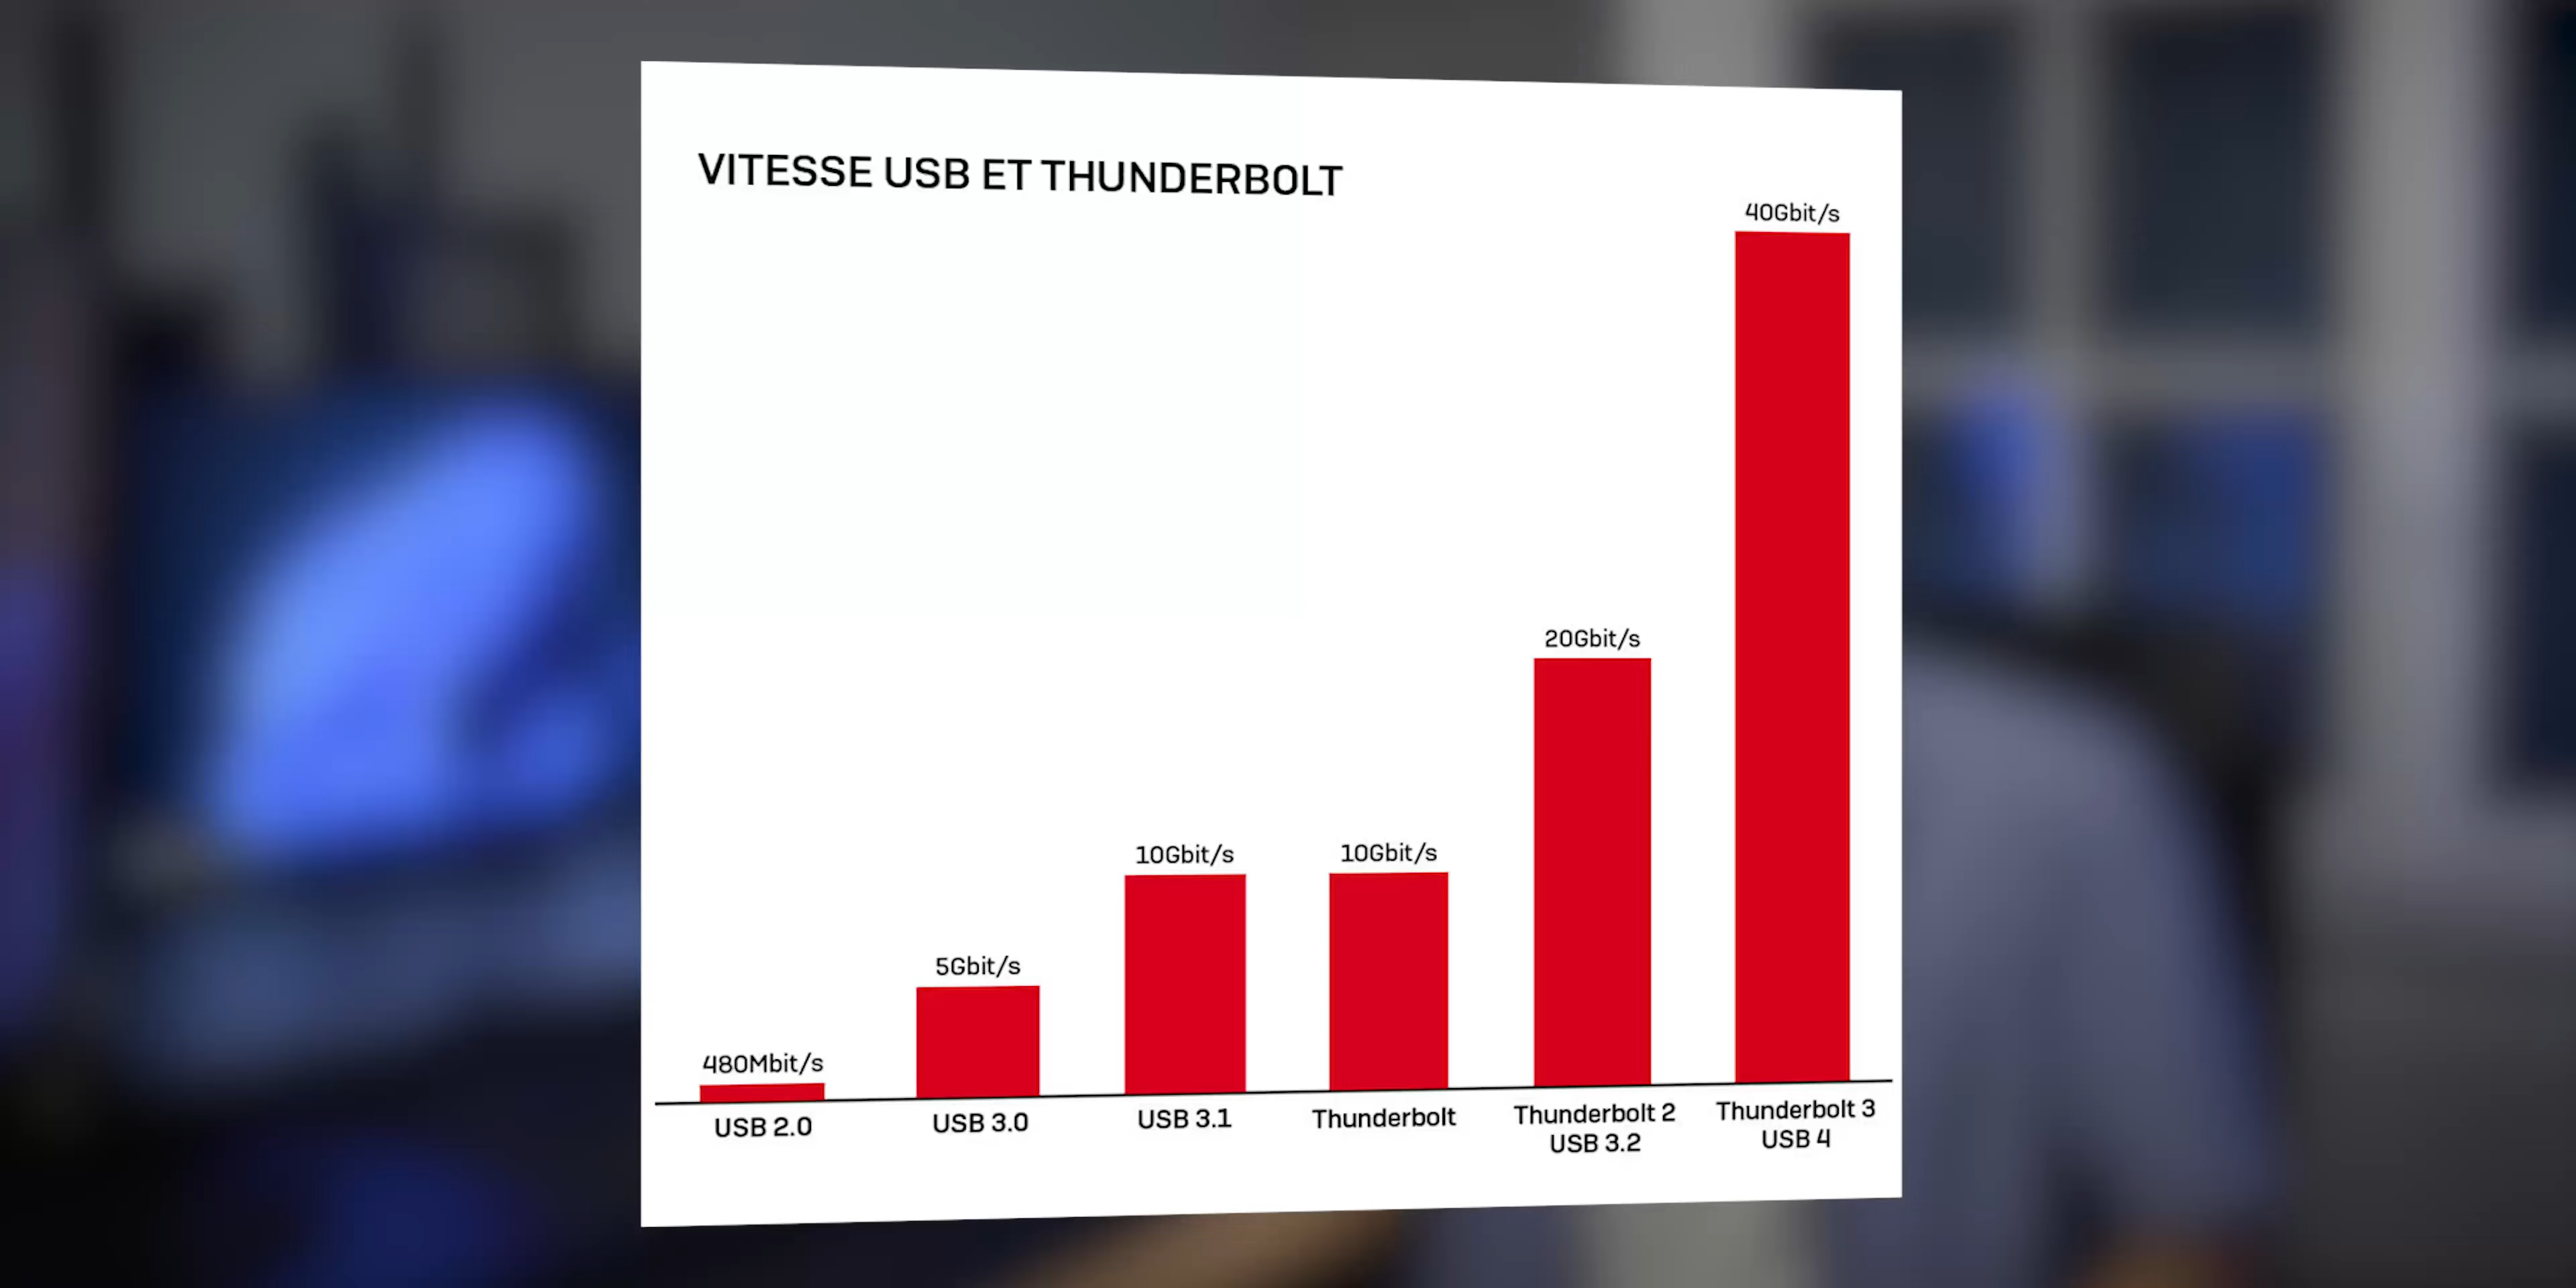 VITESSE USB ET THUNDERBOLT
480Mbit/s
5Gbit/s
10Gbit/s
10Gbit/s
20Gbit/s
40Gbit/s
USB 2.0
USB 3.0
USB 3.1
Thunderbolt
Thunderbolt 2
USB 3.2
Thunderbolt 3
USB 4